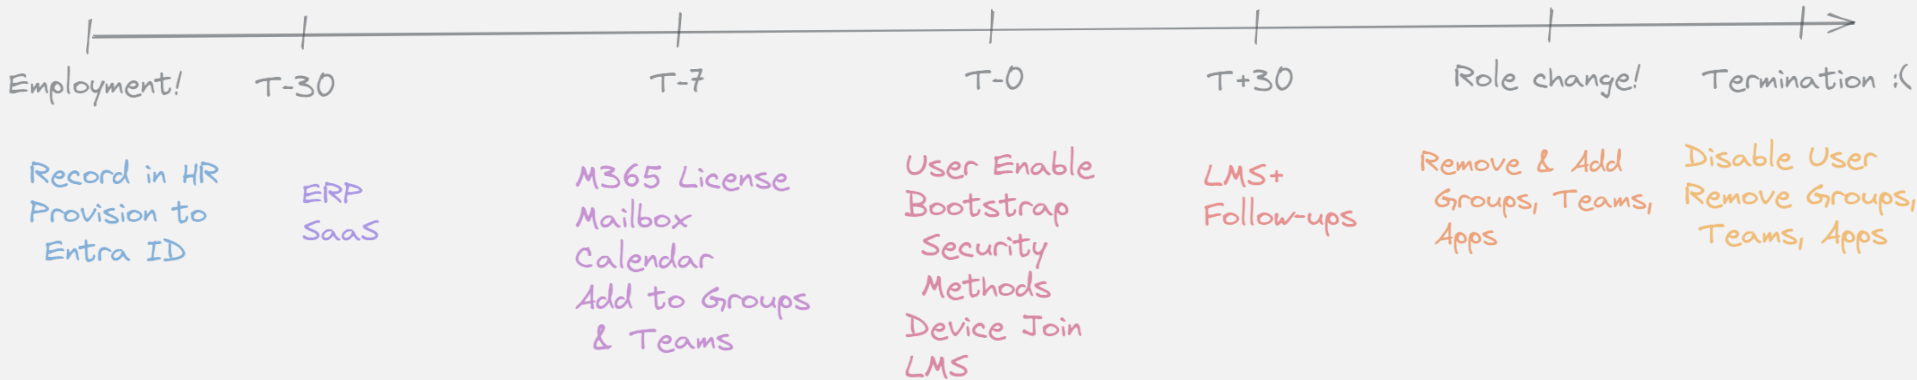 Employment!
T-30
T-7
T-0
T+30
Role change!
Termination :(
Record in HR
Provision to
Entra ID
ERP
SaaS
M365 License
Mailbox
Calendar
Add to Groups
& Teams
User Enable
Bootstrap
Security
Methods
Device Join
LMS
LMS+
Follow-ups
Remove & Add
Groups, Teams,
Apps
Disable User
Remove Groups,
Teams, Apps